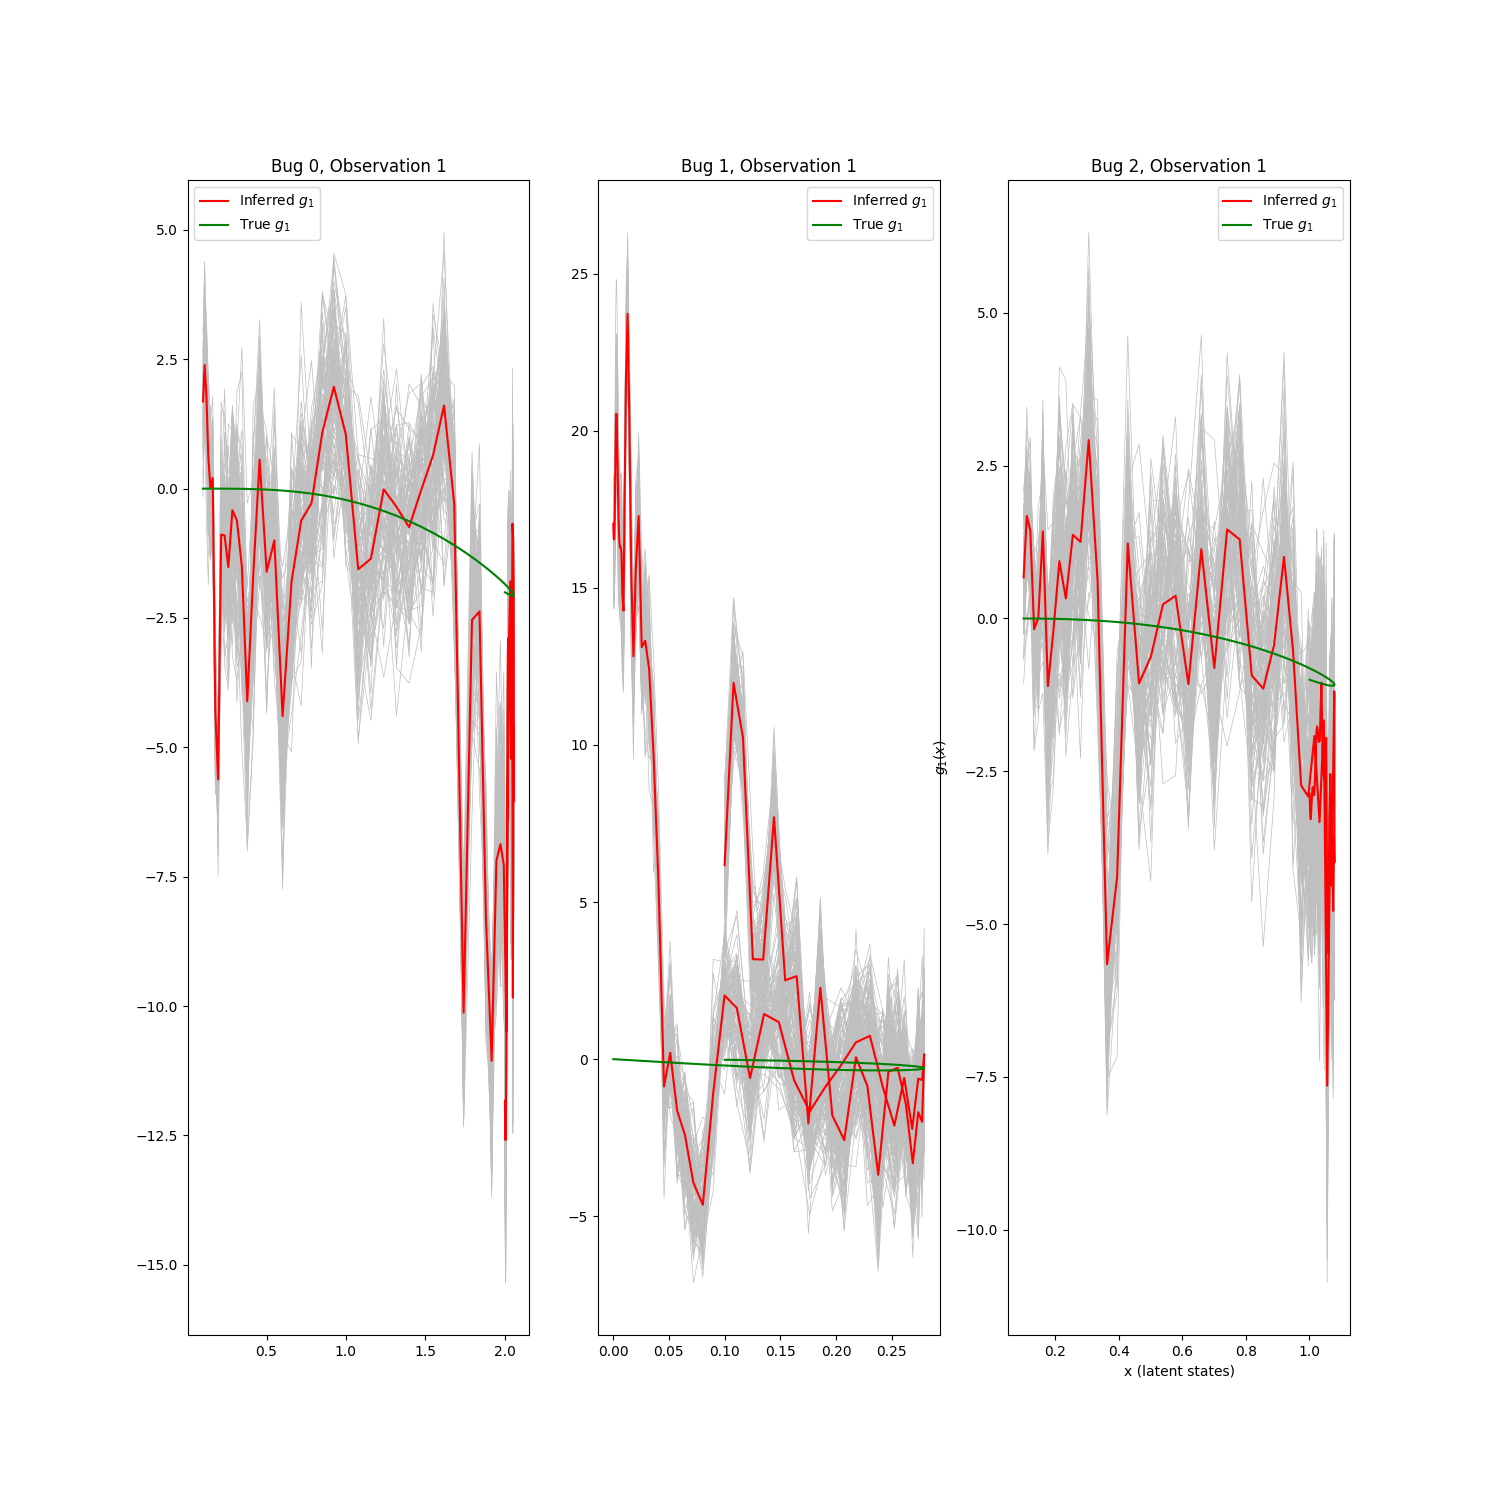 Bug 0, Observation 1
Inferred g₁
True g₁
5.0
2.5
0.0
−2.5
−5.0
−7.5
−10.0
−12.5
−15.0
0.5 1.0 1.5 2.0
Bug 1, Observation 1
Inferred g₁
True g₁
25
20
15
10
5
0
−5
0.00 0.05 0.10 0.15 0.20 0.25
Bug 2, Observation 1
Inferred g₁
True g₁
g₁(x)
5.0
2.5
0.0
−2.5
−5.0
−7.5
−10.0
0.2 0.4 0.6 0.8 1.0
x (latent states)